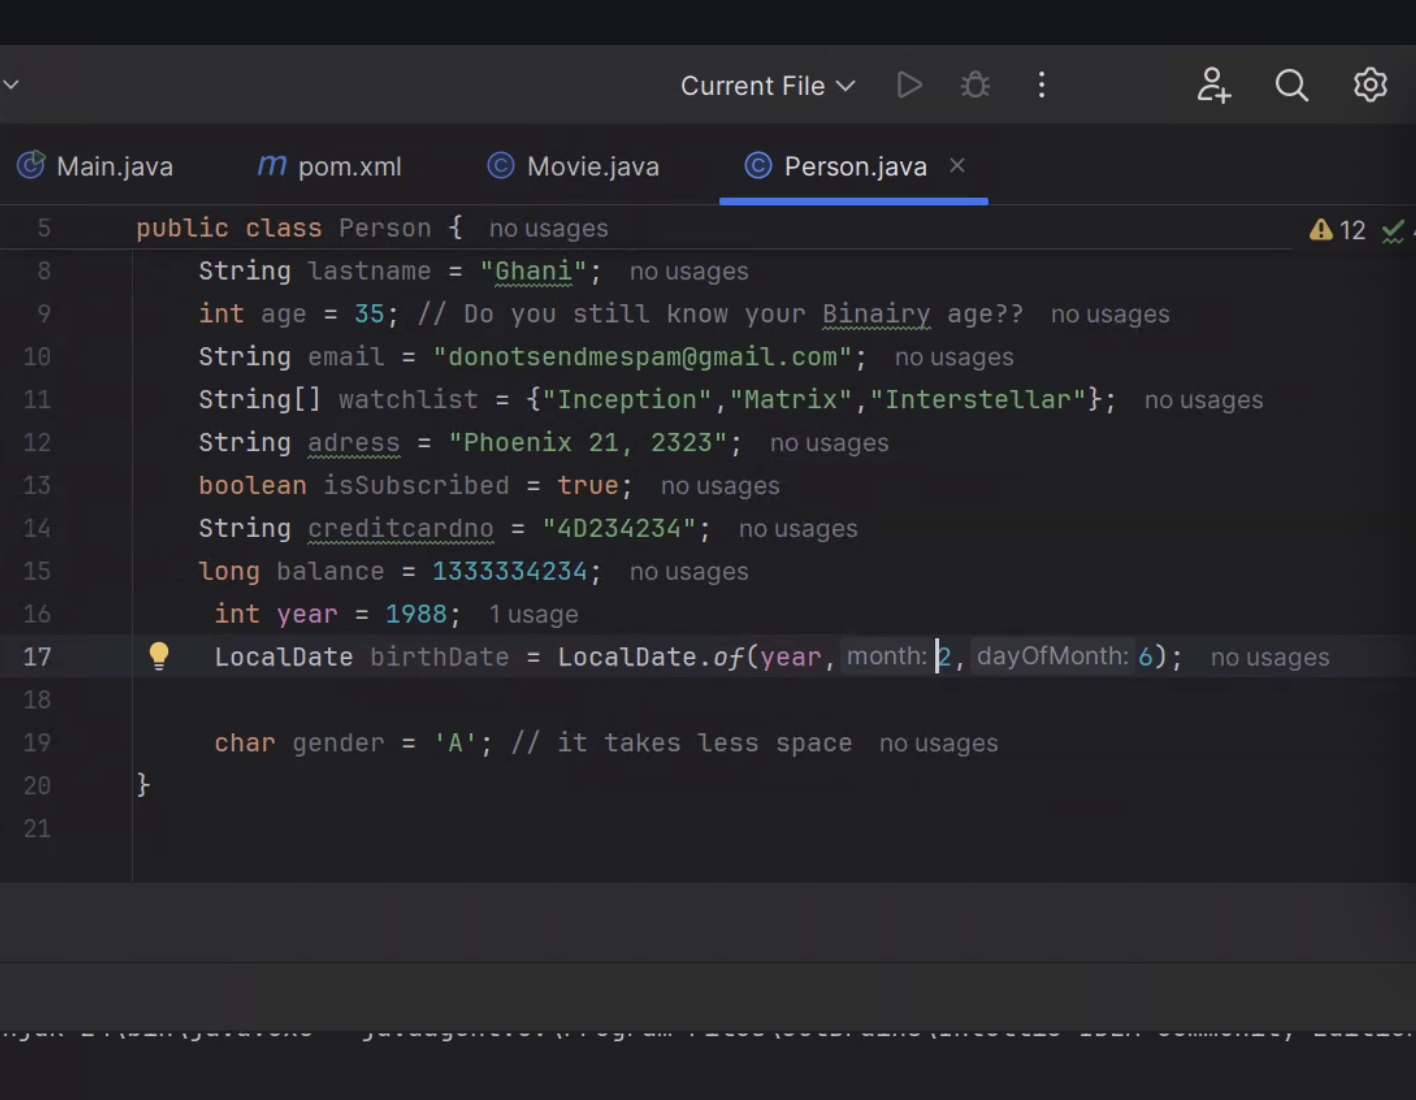 Current File
Main.java pom.xml Movie.java Person.java
5 public class Person { no usages 12
8 String lastname = "Ghani"; no usages
9 int age = 35; // Do you still know your Binairy age?? no usages
10 String email = "donotsendmespam@gmail.com"; no usages
11 String[] watchlist = {"Inception","Matrix","Interstellar"}; no usages
12 String adress = "Phoenix 21, 2323"; no usages
13 boolean isSubscribed = true; no usages
14 String creditcardno = "4D234234"; no usages
15 long balance = 1333334234; no usages
16 int year = 1988; 1 usage
17 LocalDate birthDate = LocalDate.of(year, month: 2, dayOfMonth: 6); no usages
18
19 char gender = 'A'; // it takes less space no usages
20 }
21